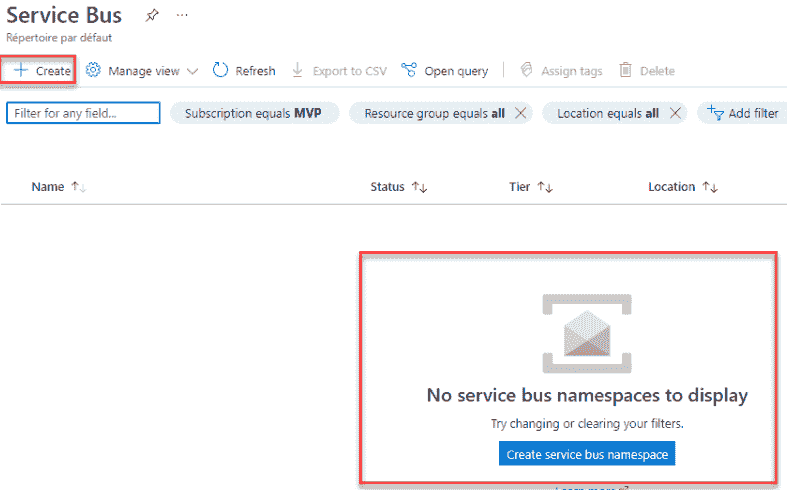 Service Bus
Répertoire par défaut
Create Manage view Refresh Export to CSV Open query Assign tags Delete
Filter for any field... Subscription equals MVP Resource group equals all Location equals all Add filter
Name Status Tier Location
No service bus namespaces to display
Try changing or clearing your filters.
Create service bus namespace